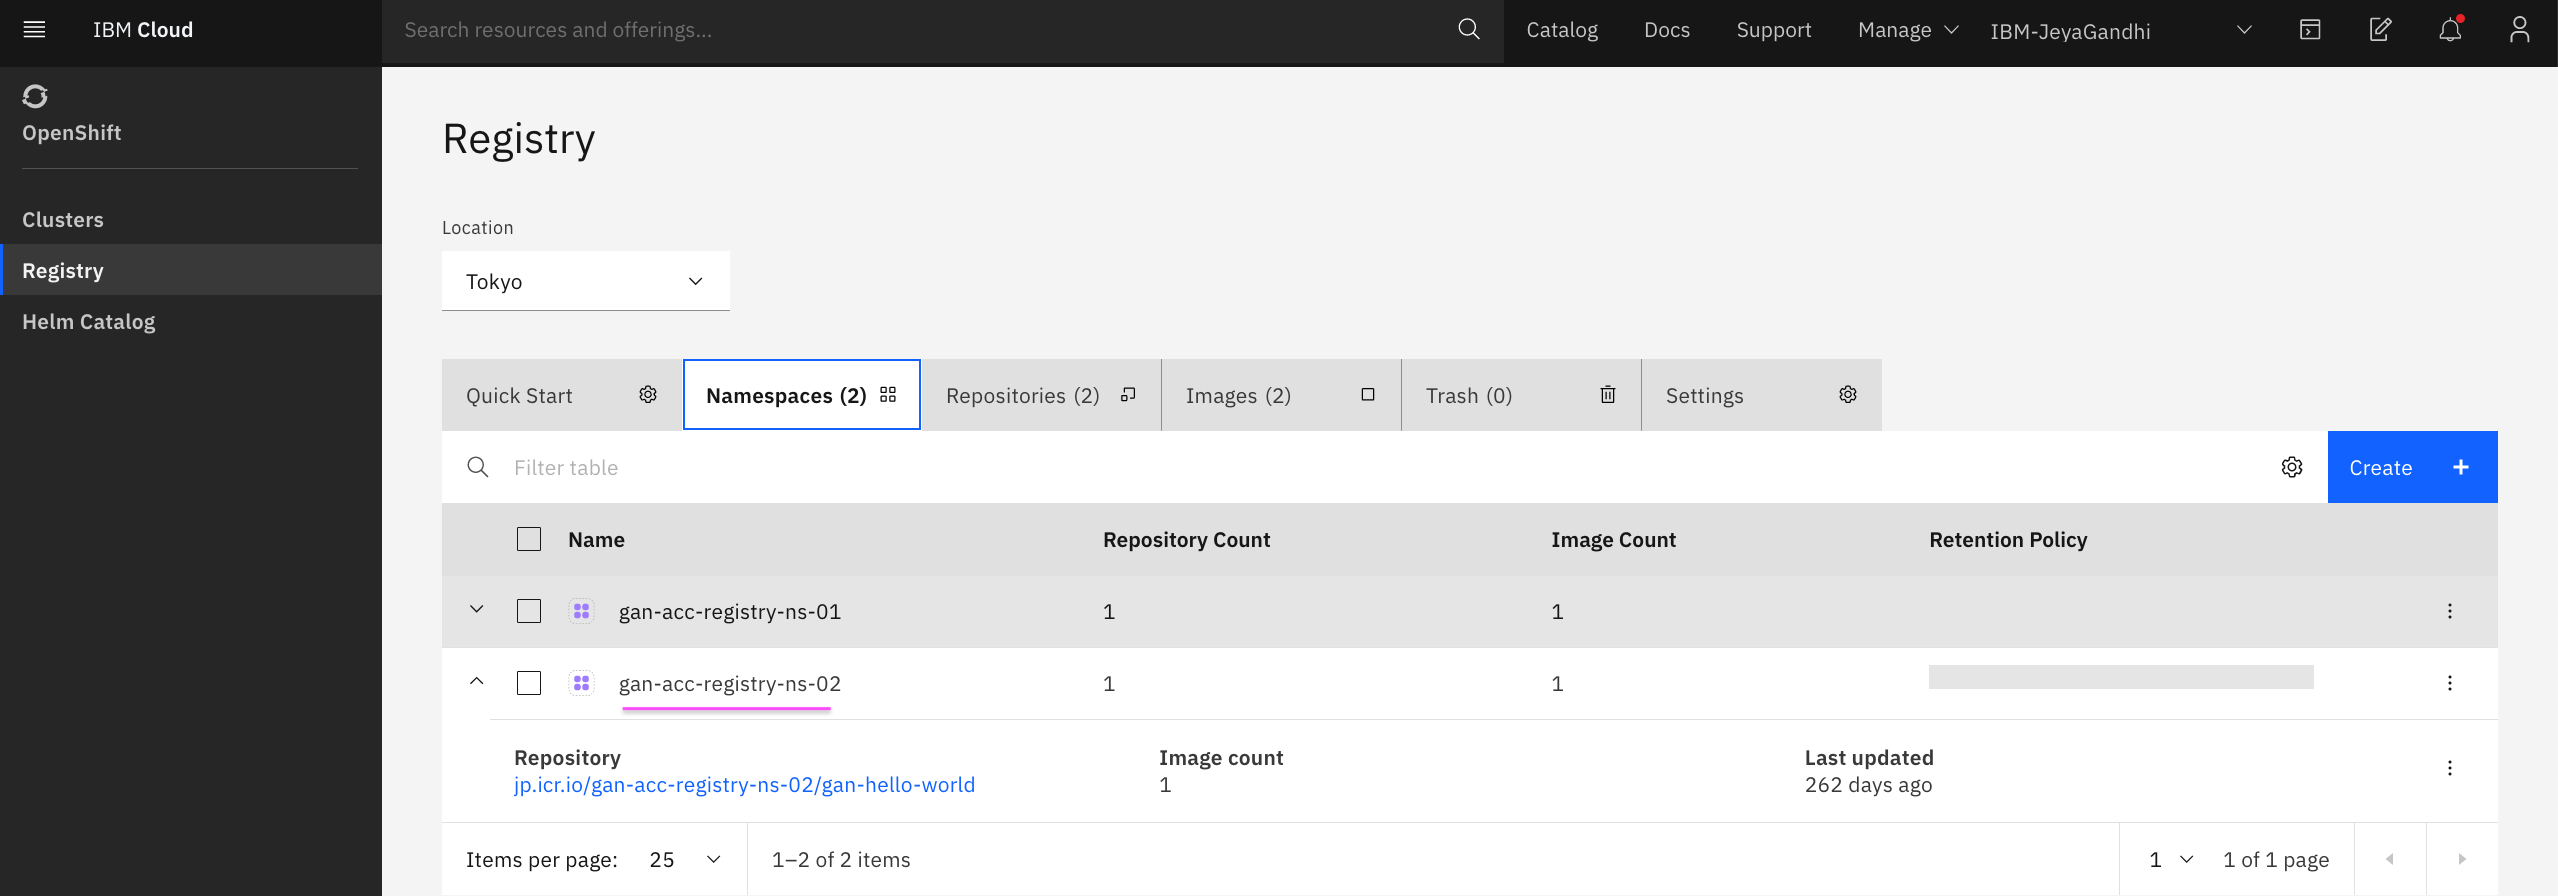 IBM Cloud
Search resources and offerings...
Catalog
Docs
Support
Manage
IBM-JeyaGandhi
OpenShift
Clusters
Registry
Helm Catalog
Registry
Location
Tokyo
Quick Start
Namespaces (2)
Repositories (2)
Images (2)
Trash (0)
Settings
Filter table
Create +
Name Repository Count Image Count Retention Policy
gan-acc-registry-ns-01 1 1
gan-acc-registry-ns-02 1 1
Repository Image count Last updated
jp.icr.io/gan-acc-registry-ns-02/gan-hello-world 1 262 days ago
Items per page: 25 1–2 of 2 items 1 1 of 1 page